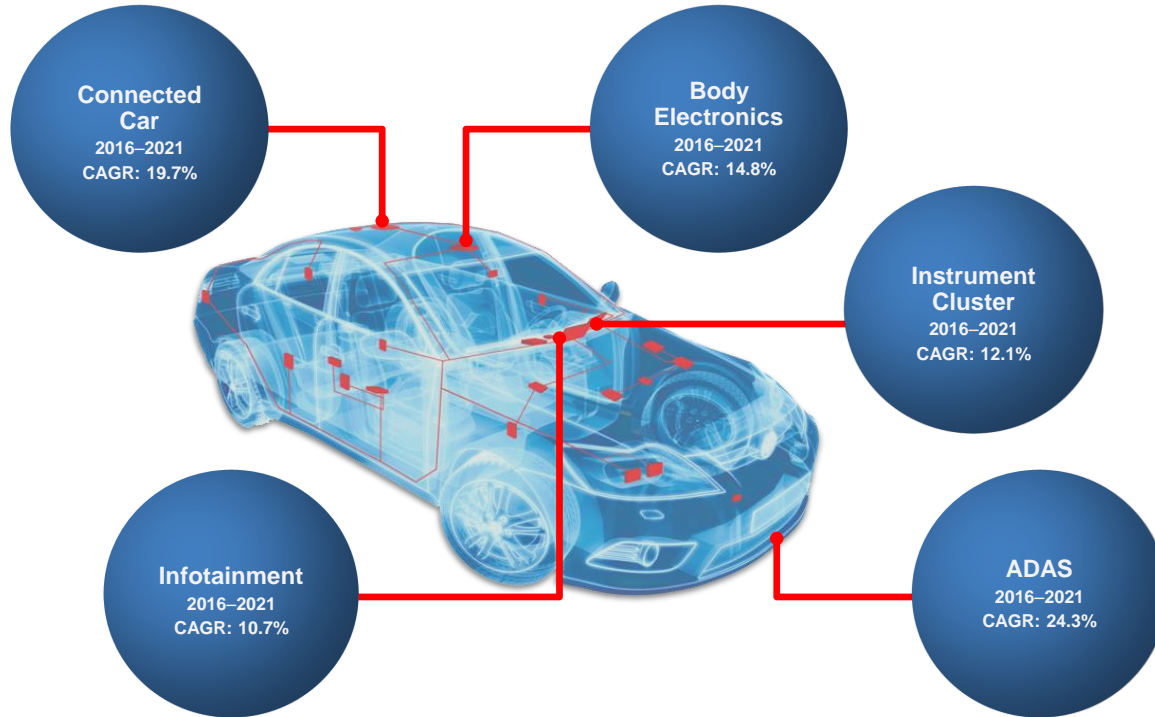 Connected
Car
2016–2021
CAGR: 19.7%
Body
Electronics
2016–2021
CAGR: 14.8%
Instrument
Cluster
2016–2021
CAGR: 12.1%
Infotainment
2016–2021
CAGR: 10.7%
ADAS
2016–2021
CAGR: 24.3%